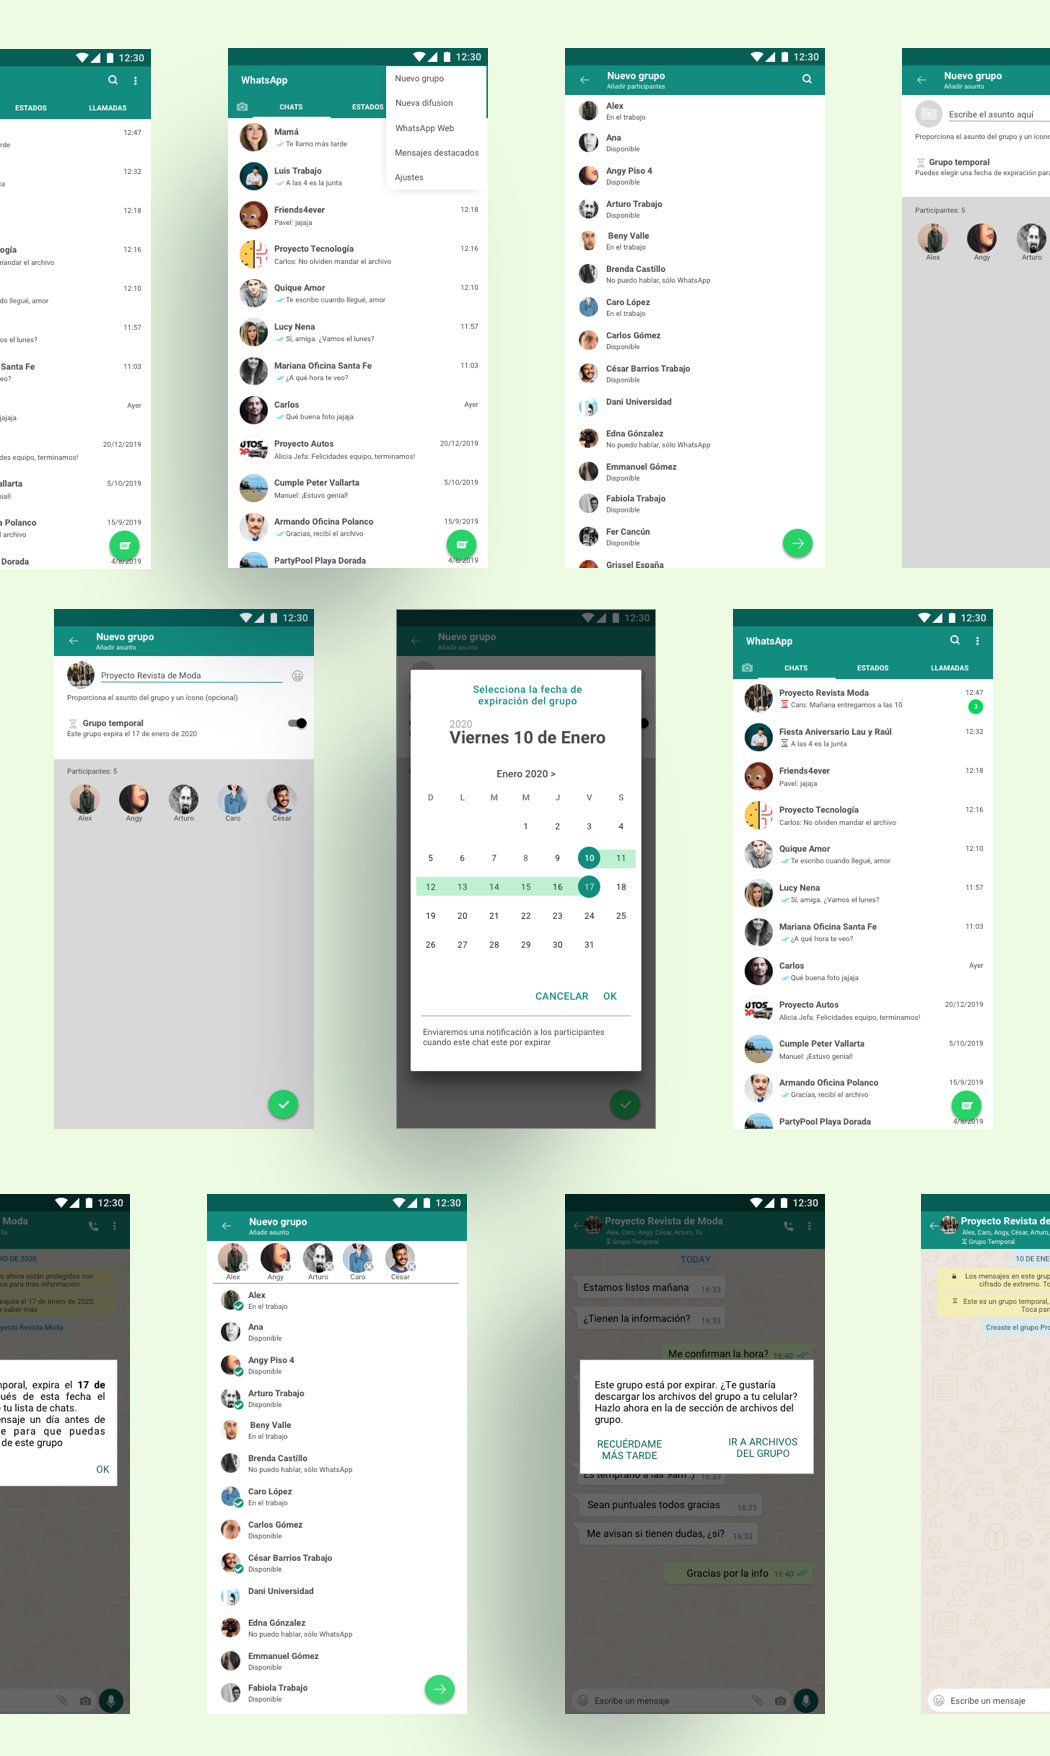 12:30
ESTADOS
LLAMADAS
12:47
rde
12:32
ta
12:18
ogía
12:16
nandar el archivo
12:10
do llegué, amor
11:57
os el lunes?
Santa Fe
11:03
eo?
Ayer
jajaja
20/12/2019
des equipo, terminamos!
allarta
5/10/2019
nial!
a Polanco
15/9/2019
l archivo
Dorada
4/8/2019
12:30
WhatsApp
CHATS
ESTADOS
Nuevo grupo
Nueva difusion
WhatsApp Web
Mensajes destacados
Ajustes
Mamá
Te llamo más tarde
Luis Trabajo
A las 4 es la junta
Friends4ever
12:18
Pavel: jajaja
Proyecto Tecnología
12:16
Carlos: No olviden mandar el archivo
Quique Amor
12:10
Te escribo cuando llegué, amor
Lucy Nena
11:57
Sí, amiga. ¿Vamos el lunes?
Mariana Oficina Santa Fe
11:03
¿A qué hora te veo?
Carlos
Ayer
Qué buena foto jajaja
Proyecto Autos
20/12/2019
Alicia Jefa: Felicidades equipo, terminamos!
Cumple Peter Vallarta
5/10/2019
Manuel: ¡Estuvo genial!
Armando Oficina Polanco
15/9/2019
Gracias, recibí el archivo
PartyPool Playa Dorada
4/8/2019
12:30
Nuevo grupo
Añadir participantes
Alex
En el trabajo
Ana
Disponible
Angy Piso 4
Disponible
Arturo Trabajo
Disponible
Beny Valle
En el trabajo
Brenda Castillo
No puedo hablar, sólo WhatsApp
Caro López
En el trabajo
Carlos Gómez
Disponible
César Barrios Trabajo
Disponible
Dani Universidad
Edna Gónzalez
No puedo hablar, sólo WhatsApp
Emmanuel Gómez
Disponible
Fabiola Trabajo
Disponible
Fer Cancún
Disponible
Grissel España
Nuevo grupo
Añadir asunto
Escribe el asunto aquí
Proporciona el asunto del grupo y un ícono
Grupo temporal
Puedes elegir una fecha de expiración para
Participantes: 5
Alex
Angy
Arturo
12:30
Nuevo grupo
Añadir asunto
Proyecto Revista de Moda
Proporciona el asunto del grupo y un ícono (opcional)
Grupo temporal
Este grupo expira el 17 de enero de 2020
Participantes: 5
Alex
Angy
Arturo
Caro
César
12:30
Nuevo grupo
Añadir asunto
Selecciona la fecha de
expiración del grupo
2020
Viernes 10 de Enero
Enero 2020 >
D L M M J V S
1 2 3 4
5 6 7 8 9 10 11
12 13 14 15 16 17 18
19 20 21 22 23 24 25
26 27 28 29 30 31
CANCELAR OK
Enviaremos una notificación a los participantes
cuando este chat este por expirar
12:30
WhatsApp
CHATS
ESTADOS
LLAMADAS
Proyecto Revista Moda
12:47
Caro: Mañana entregamos a las 10
3
Fiesta Aniversario Lau y Raúl
12:32
A las 4 es la junta
Friends4ever
12:18
Pavel: jajaja
Proyecto Tecnología
12:16
Carlos: No olviden mandar el archivo
Quique Amor
12:10
Te escribo cuando llegué, amor
Lucy Nena
11:57
Sí, amiga. ¿Vamos el lunes?
Mariana Oficina Santa Fe
11:03
¿A qué hora te veo?
Carlos
Ayer
Qué buena foto jajaja
Proyecto Autos
20/12/2019
Alicia Jefa: Felicidades equipo, terminamos!
Cumple Peter Vallarta
5/10/2019
Manuel: ¡Estuvo genial!
Armando Oficina Polanco
15/9/2019
Gracias, recibí el archivo
PartyPool Playa Dorada
4/8/2019
12:30
Moda
Tú
RO DE 2020
s ahora están protegidos con
ca para más información
expira el 17 de enero de 2020.
a saber más
yecto Revista Moda
nporal, expira el 17 de
ués de esta fecha el
e tu lista de chats.
ensaje un día antes de
e para que puedas
de este grupo
OK
12:30
Nuevo grupo
Añadir asunto
Alex
Angy
Arturo
Caro
César
Alex
En el trabajo
Ana
Disponible
Angy Piso 4
Disponible
Arturo Trabajo
Disponible
Beny Valle
En el trabajo
Brenda Castillo
No puedo hablar, sólo WhatsApp
Caro López
En el trabajo
Carlos Gómez
Disponible
César Barrios Trabajo
Disponible
Dani Universidad
Edna Gónzalez
No puedo hablar, sólo WhatsApp
Emmanuel Gómez
Disponible
Fabiola Trabajo
Disponible
12:30
Proyecto Revista de Moda
Alex, Caro, Angy, César, Arturo, Tú
Grupo Temporal
TODAY
Estamos listos mañana 16:33
¿Tienen la información? 16:33
Me confirman la hora? 16:40
Este grupo está por expirar. ¿Te gustaría
descargar los archivos del grupo a tu celular?
Hazlo ahora en la de sección de archivos del
grupo.
RECUÉRDAME
MÁS TARDE
IR A ARCHIVOS
DEL GRUPO
Es temprano a las 9am :) 16:33
Sean puntuales todos gracias 16:33
Me avisan si tienen dudas, ¿si? 16:33
Gracias por la info 16:40
Escribe un mensaje
Proyecto Revista de
Alex, Caro, Angy, César, Arturo,
Grupo Temporal
10 DE ENE
Los mensajes en este grup
cifrado de extremo. To
Este es un grupo temporal,
Toca par
Creaste el grupo Pro
Escribe un mensaje